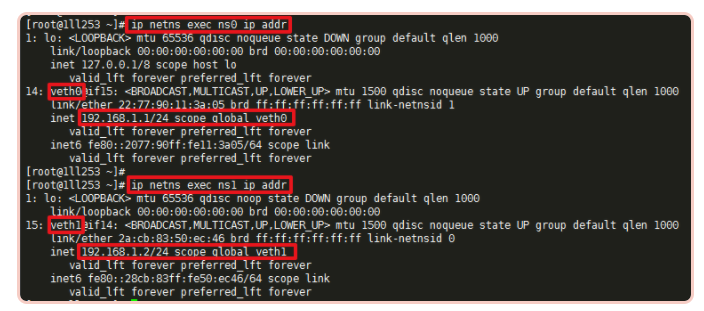 [root@lll253 ~]# ip netns exec ns0 ip addr
1: lo: <LOOPBACK> mtu 65536 qdisc noqueue state DOWN group default qlen 1000
link/loopback 00:00:00:00:00:00 brd 00:00:00:00:00:00
inet 127.0.0.1/8 scope host lo
valid_lft forever preferred_lft forever
14: veth0@if15: <BROADCAST,MULTICAST,UP,LOWER_UP> mtu 1500 qdisc noqueue state UP group default qlen 1000
link/ether 22:77:90:11:3a:05 brd ff:ff:ff:ff:ff:ff link-netnsid 1
inet 192.168.1.1/24 scope global veth0
valid_lft forever preferred_lft forever
inet6 fe80::2077:90ff:fe11:3a05/64 scope link
valid_lft forever preferred_lft forever
[root@lll253 ~]#
[root@lll253 ~]# ip netns exec ns1 ip addr
1: lo: <LOOPBACK> mtu 65536 qdisc noop state DOWN group default qlen 1000
link/loopback 00:00:00:00:00:00 brd 00:00:00:00:00:00
15: veth1@if14: <BROADCAST,MULTICAST,UP,LOWER_UP> mtu 1500 qdisc noqueue state UP group default qlen 1000
link/ether 2a:cb:83:50:ec:46 brd ff:ff:ff:ff:ff:ff link-netnsid 0
inet 192.168.1.2/24 scope global veth1
valid_lft forever preferred_lft forever
inet6 fe80::28cb:83ff:fe50:ec46/64 scope link
valid_lft forever preferred_lft forever